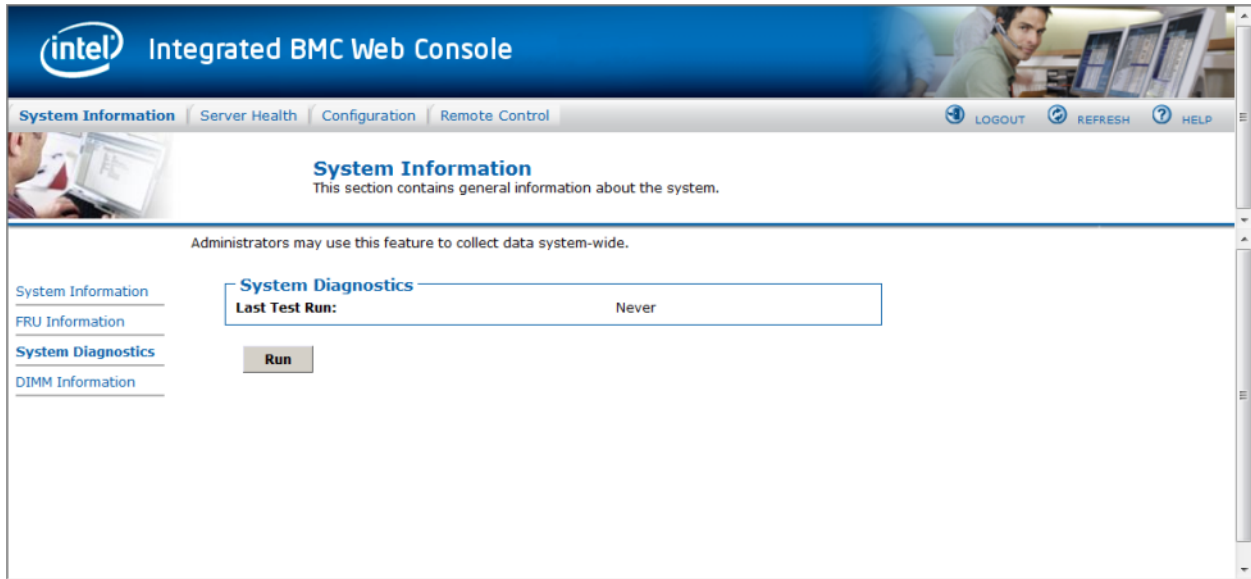 intel Integrated BMC Web Console
System Information Server Health Configuration Remote Control LOGOUT REFRESH ? HELP
System Information
This section contains general information about the system.
Administrators may use this feature to collect data system-wide.
System Information
FRU Information
System Diagnostics
DIMM Information
System Diagnostics
Last Test Run: Never
Run